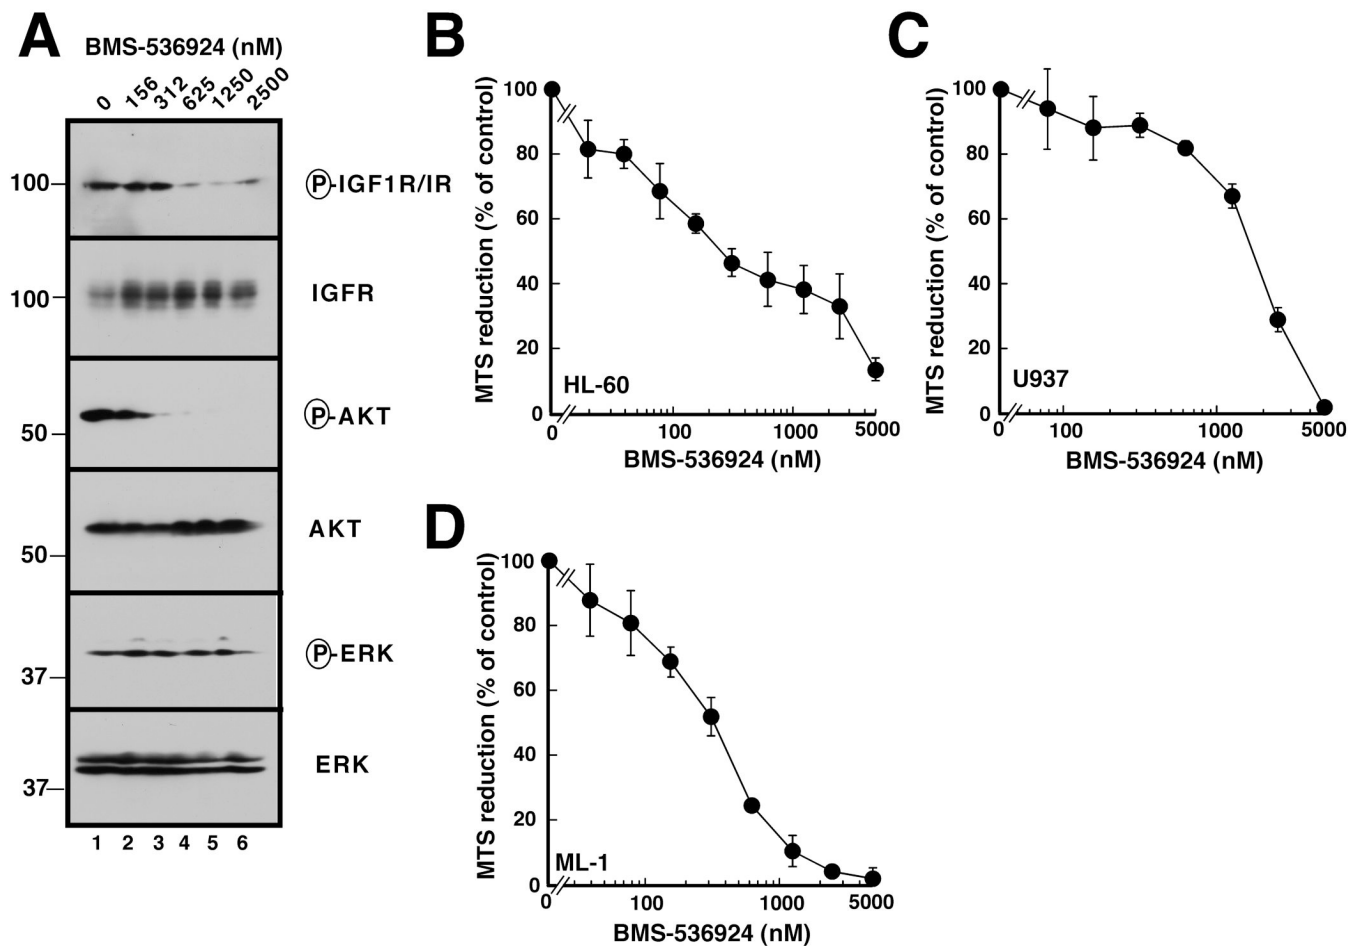 A
BMS-536924 (nM)
0 156 312 625 1250 2500
100
P-IGF1R/IR
100
IGFR
50
P-AKT
50
AKT
37
P-ERK
37
ERK
1 2 3 4 5 6
B
MTS reduction (% of control)
100
80
60
40
20
0
HL-60
0 100 1000 5000
BMS-536924 (nM)
C
MTS reduction (% of control)
100
80
60
40
20
0
U937
0 100 1000 5000
BMS-536924 (nM)
D
MTS reduction (% of control)
100
80
60
40
20
0
ML-1
0 100 1000 5000
BMS-536924 (nM)